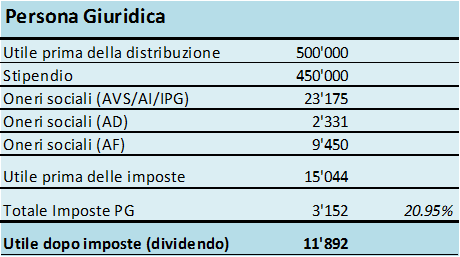 Persona Giuridica
Utile prima della distribuzione 500'000
Stipendio 450'000
Oneri sociali (AVS/AI/IPG) 23'175
Oneri sociali (AD) 2'331
Oneri sociali (AF) 9'450
Utile prima delle imposte 15'044
Totale Imposte PG 3'152 20.95%
Utile dopo imposte (dividendo) 11'892